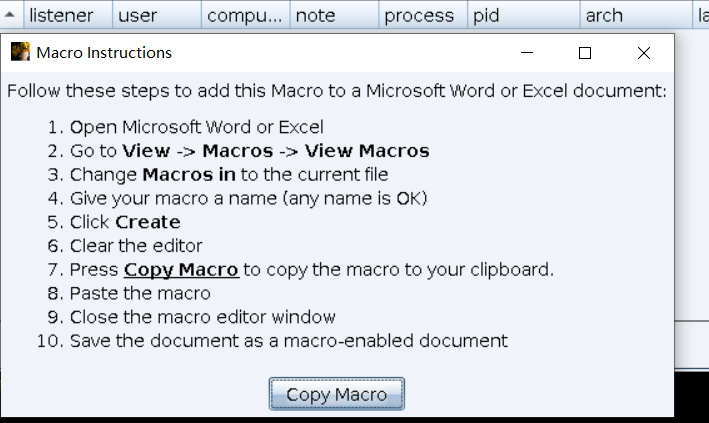 listener user compu... note process pid arch la
Macro Instructions
Follow these steps to add this Macro to a Microsoft Word or Excel document:
1. Open Microsoft Word or Excel
2. Go to View -> Macros -> View Macros
3. Change Macros in to the current file
4. Give your macro a name (any name is OK)
5. Click Create
6. Clear the editor
7. Press Copy Macro to copy the macro to your clipboard.
8. Paste the macro
9. Close the macro editor window
10. Save the document as a macro-enabled document
Copy Macro